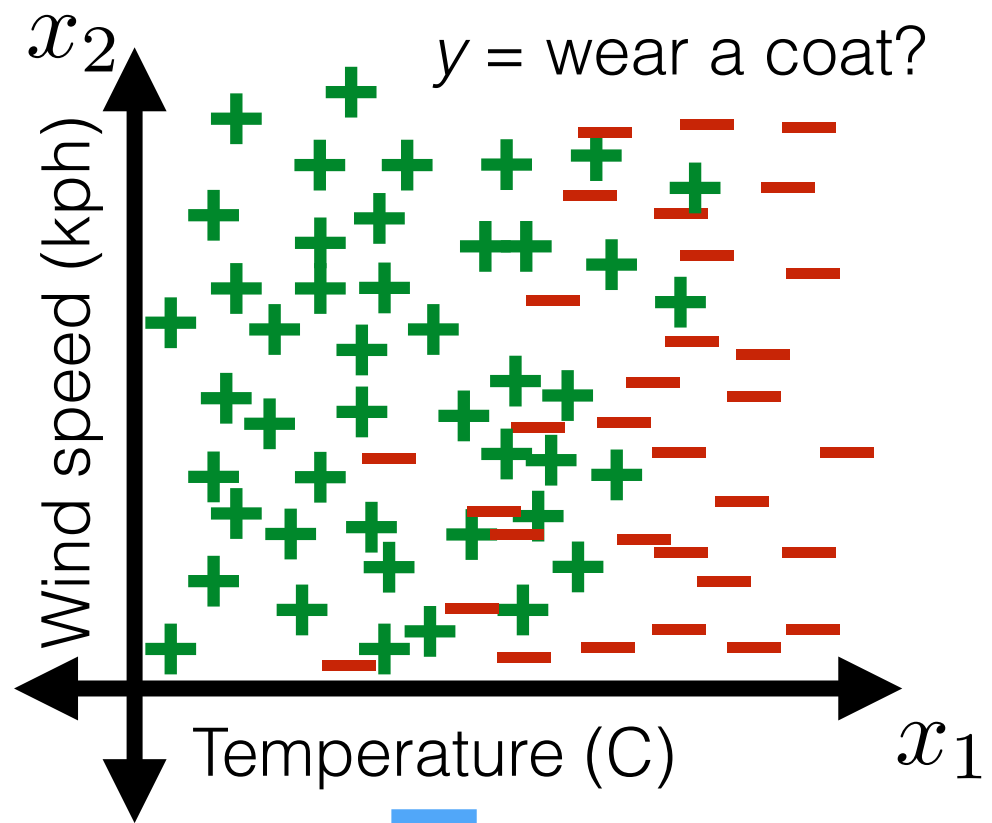 x₂
y = wear a coat?
Wind speed (kph)
Temperature (C)
x₁